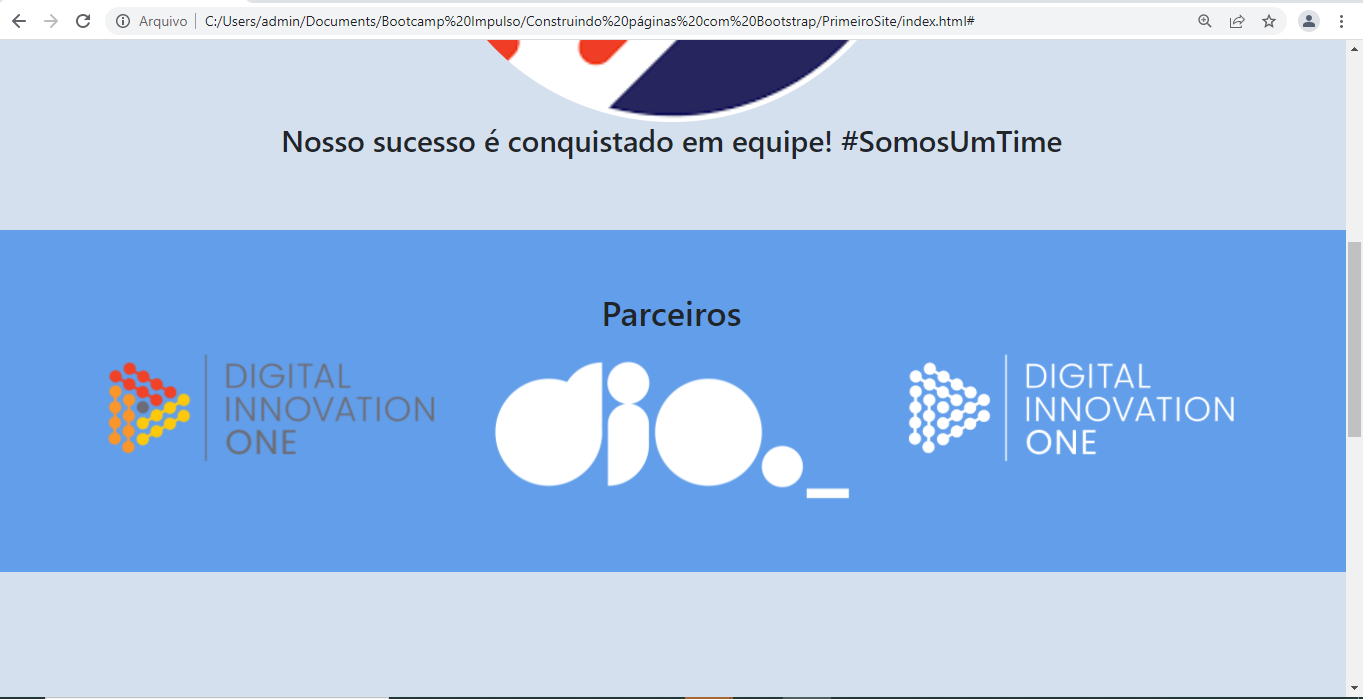 Arquivo
C:/Users/admin/Documents/Bootcamp%20Impulso/Construindo%20páginas%20com%20Bootstrap/PrimeiroSite/index.html#
Nosso sucesso é conquistado em equipe! #SomosUmTime
Parceiros
DIGITAL
INNOVATION
ONE
dio._
DIGITAL
INNOVATION
ONE